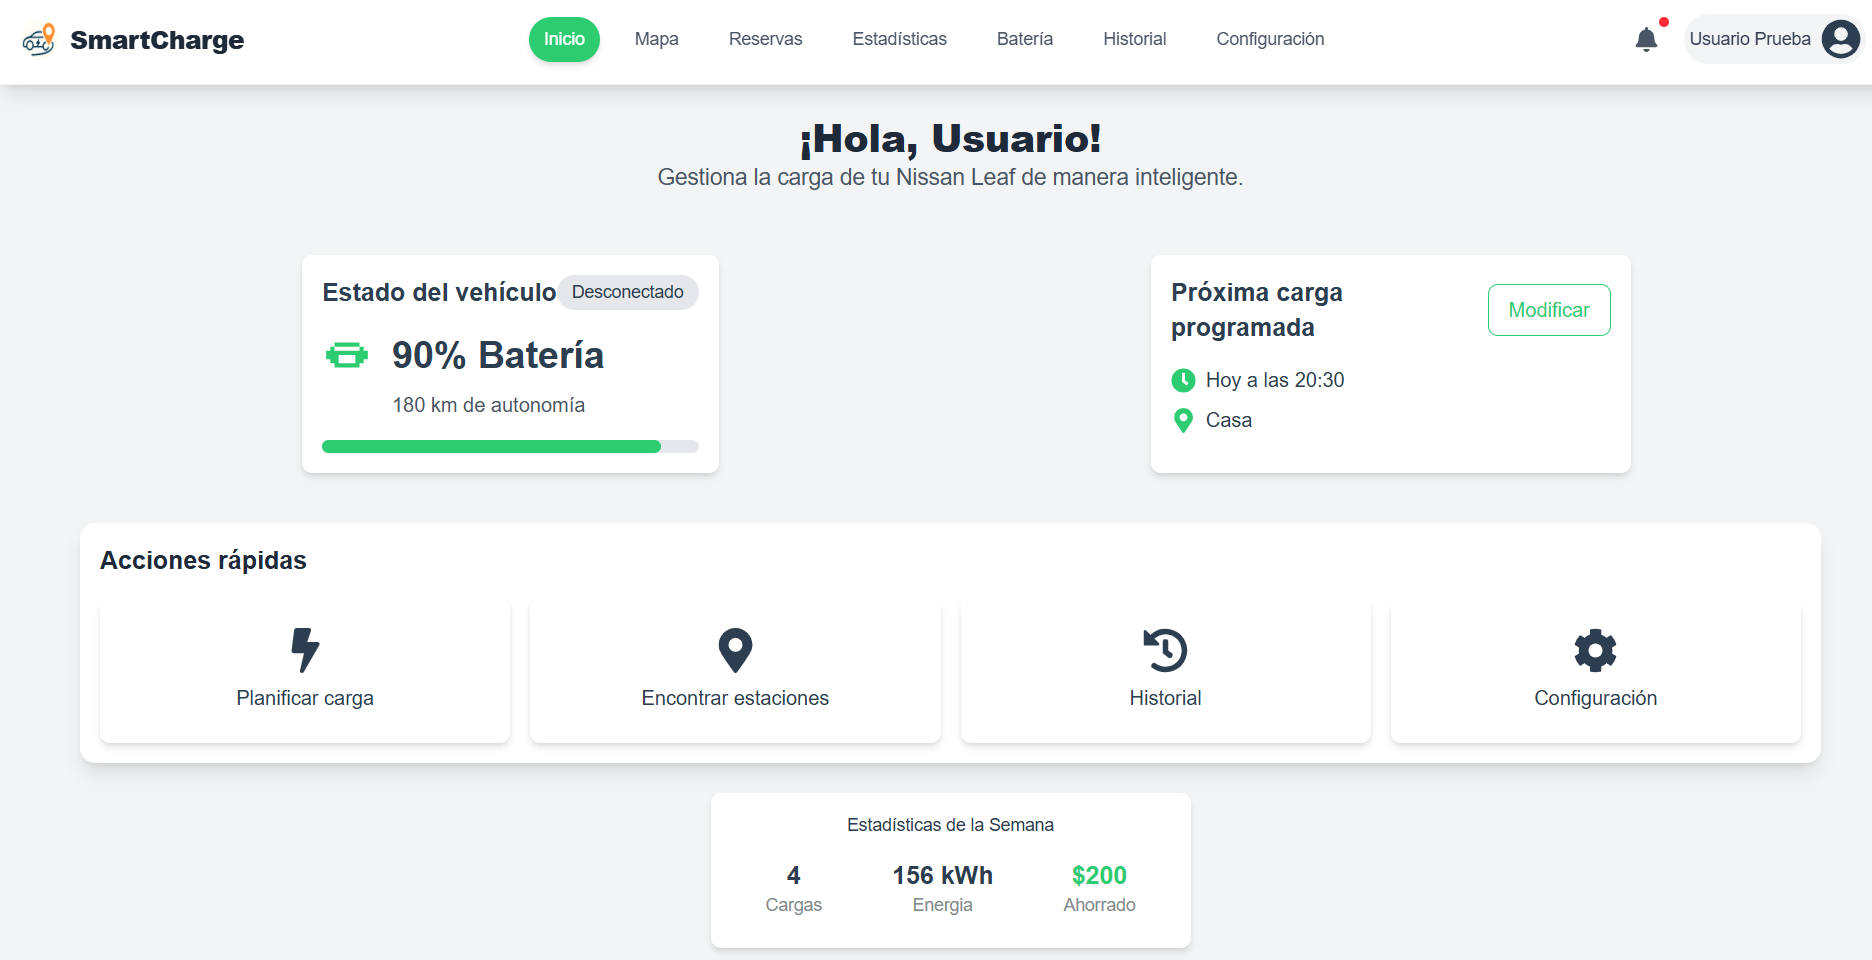 SmartCharge
Inicio
Mapa
Reservas
Estadísticas
Batería
Historial
Configuración
Usuario Prueba
¡Hola, Usuario!
Gestiona la carga de tu Nissan Leaf de manera inteligente.
Estado del vehículo
Desconectado
90% Batería
180 km de autonomía
Próxima carga
programada
Modificar
Hoy a las 20:30
Casa
Acciones rápidas
Planificar carga
Encontrar estaciones
Historial
Configuración
Estadísticas de la Semana
4
Cargas
156 kWh
Energia
$200
Ahorrado